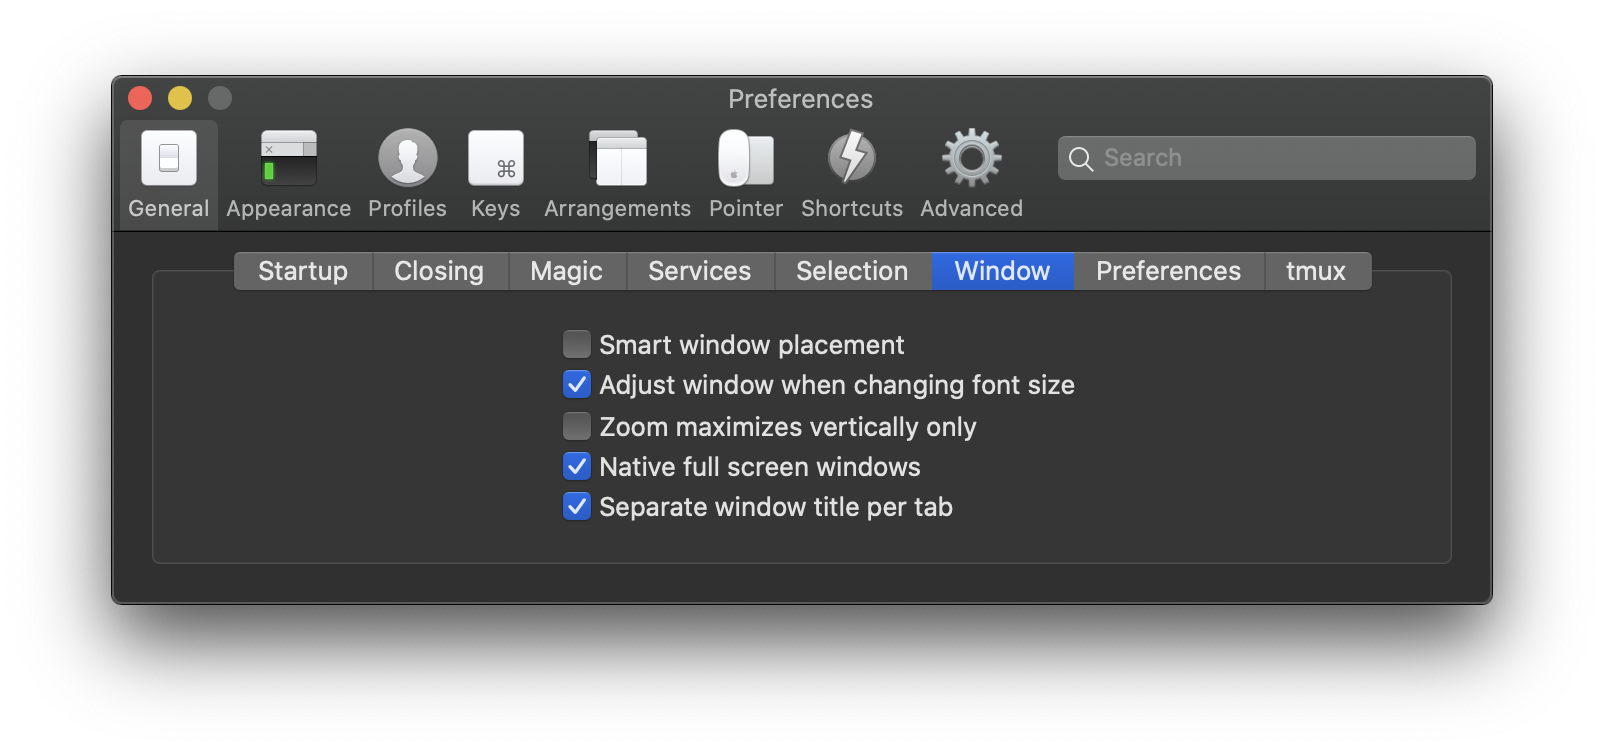 Preferences
General Appearance Profiles Keys Arrangements Pointer Shortcuts Advanced Search
Startup Closing Magic Services Selection Window Preferences tmux
Smart window placement
Adjust window when changing font size
Zoom maximizes vertically only
Native full screen windows
Separate window title per tab